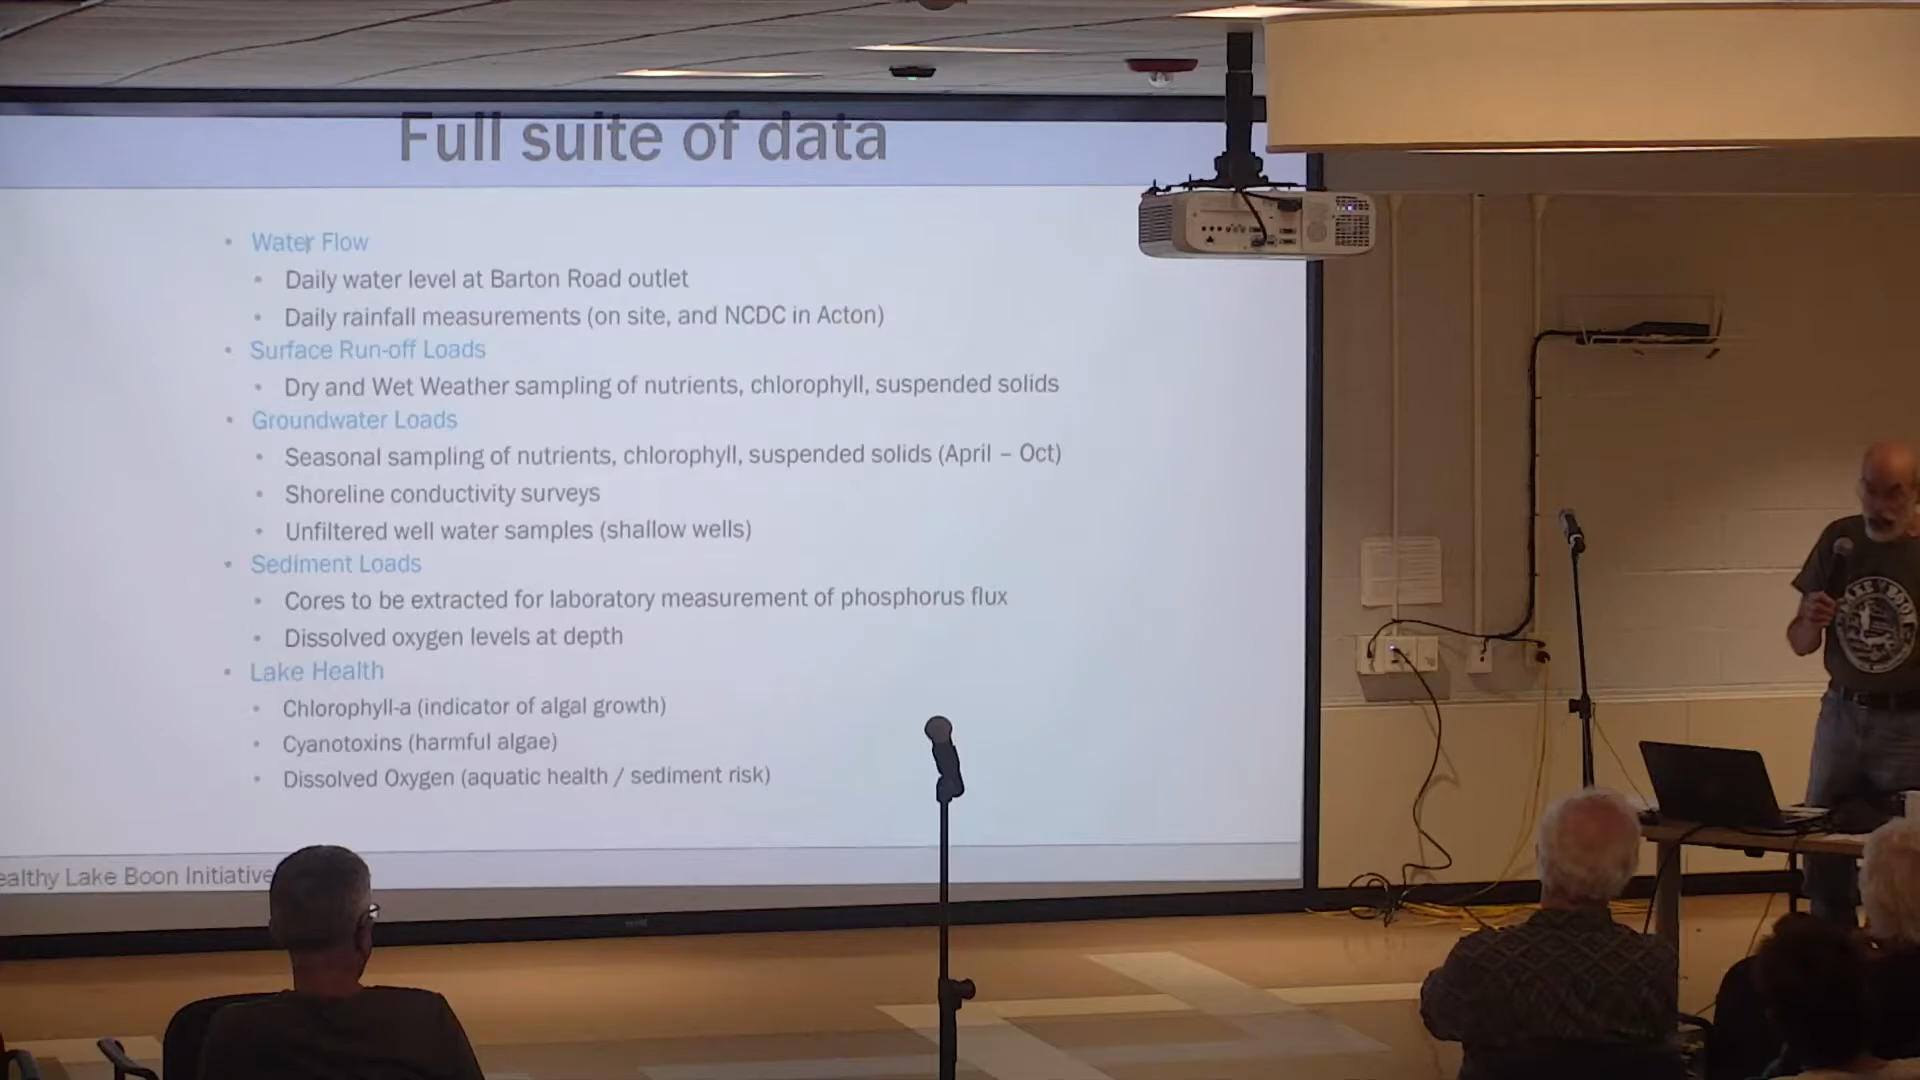 Full suite of data
• Water Flow
• Daily water level at Barton Road outlet
• Daily rainfall measurements (on site, and NCDC in Acton)
• Surface Run-off Loads
• Dry and Wet Weather sampling of nutrients, chlorophyll, suspended solids
• Groundwater Loads
• Seasonal sampling of nutrients, chlorophyll, suspended solids (April – Oct)
• Shoreline conductivity surveys
• Unfiltered well water samples (shallow wells)
• Sediment Loads
• Cores to be extracted for laboratory measurement of phosphorus flux
• Dissolved oxygen levels at depth
• Lake Health
• Chlorophyll-a (indicator of algal growth)
• Cyanotoxins (harmful algae)
• Dissolved Oxygen (aquatic health / sediment risk)
ealthy Lake Boon Initiative